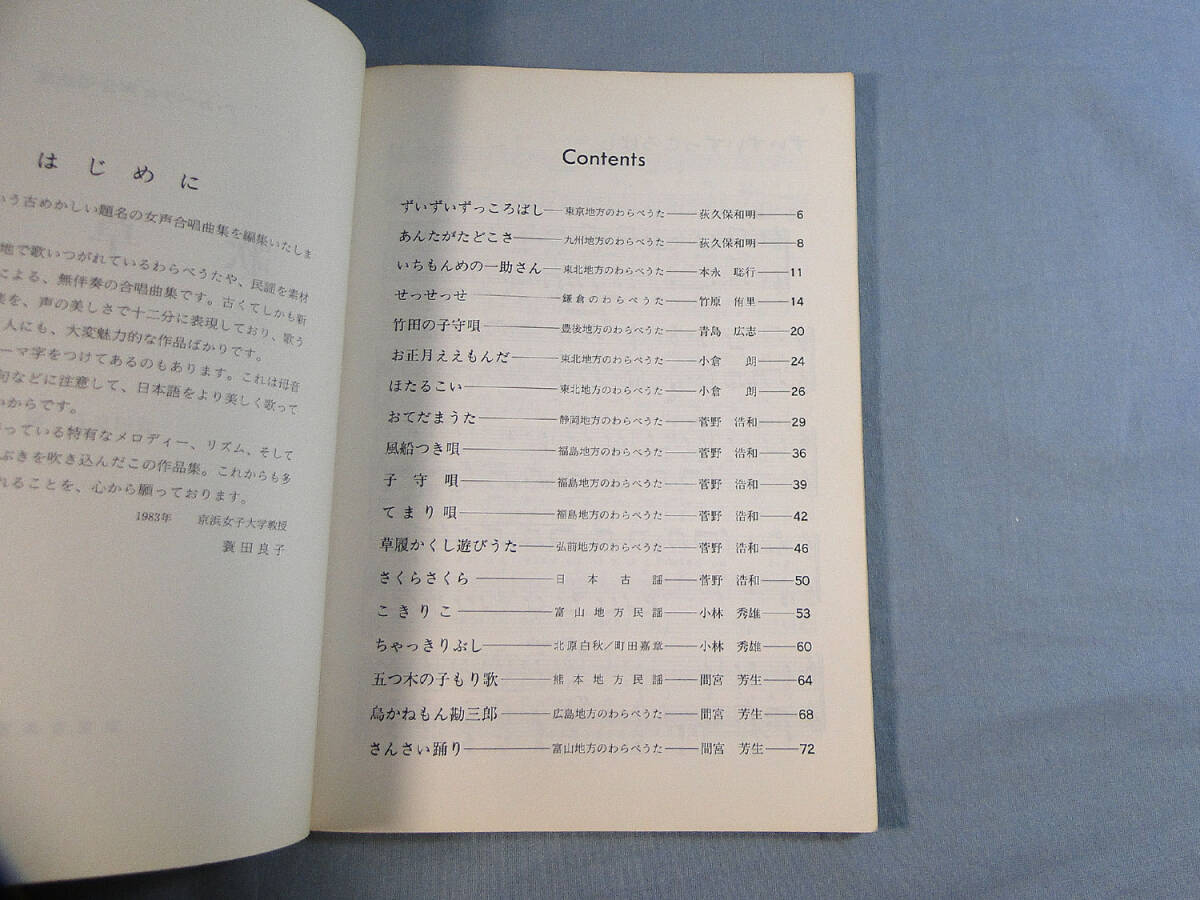 はじめに
いう古めかしい題名の女声合唱曲集を編集いたしま
地で歌いつがれているわらべうたや、民謡を素材
による、無伴奏の合唱曲集です。古くてしかも新
を、声の美しさで十二分に表現しており、歌う
人にも、大変魅力的な作品ばかりです。
ーマ字をつけてあるのもあります。これは母音
句などに注意して、日本語をより美しく歌って
いからです。
っている特有なメロディー、リズム、そして
ぶきを吹き込んだこの作品集。これからも多
れることを、心から願っております。
1983年 京浜女子大学教授
蓑田良子
Contents
ずいずいずっころばし―東京地方のわらべうた―荻久保和明―6
あんたがたどこさ―九州地方のわらべうた―荻久保和明―8
いちもんめの一助さん―東北地方のわらべうた―本永 聡行―11
せっせっせ―鎌倉のわらべうた―竹原 侑里―14
竹田の子守唄―豊後地方のわらべうた―青島 広志―20
お正月ええもんだ―東北地方のわらべうた―小倉 朗―24
ほたるこい―東北地方のわらべうた―小倉 朗―26
おてだまうた―静岡地方のわらべうた―菅野 浩和―29
風船つき唄―福島地方のわらべうた―菅野 浩和―36
子守唄―福島地方のわらべうた―菅野 浩和―39
てまり唄―福島地方のわらべうた―菅野 浩和―42
草履かくし遊びうた―弘前地方のわらべうた―菅野 浩和―46
さくらさくら―日本古謡―菅野 浩和―50
こきりこ―富山地方民謡―小林 秀雄―53
ちゃっきりぶし―北原白秋/町田嘉章―小林 秀雄―60
五つ木の子もり歌―熊本地方民謡―間宮 芳生―64
烏かねもん勘三郎―広島地方のわらべうた―間宮 芳生―68
さんさい踊り―富山地方のわらべうた―間宮 芳生―72